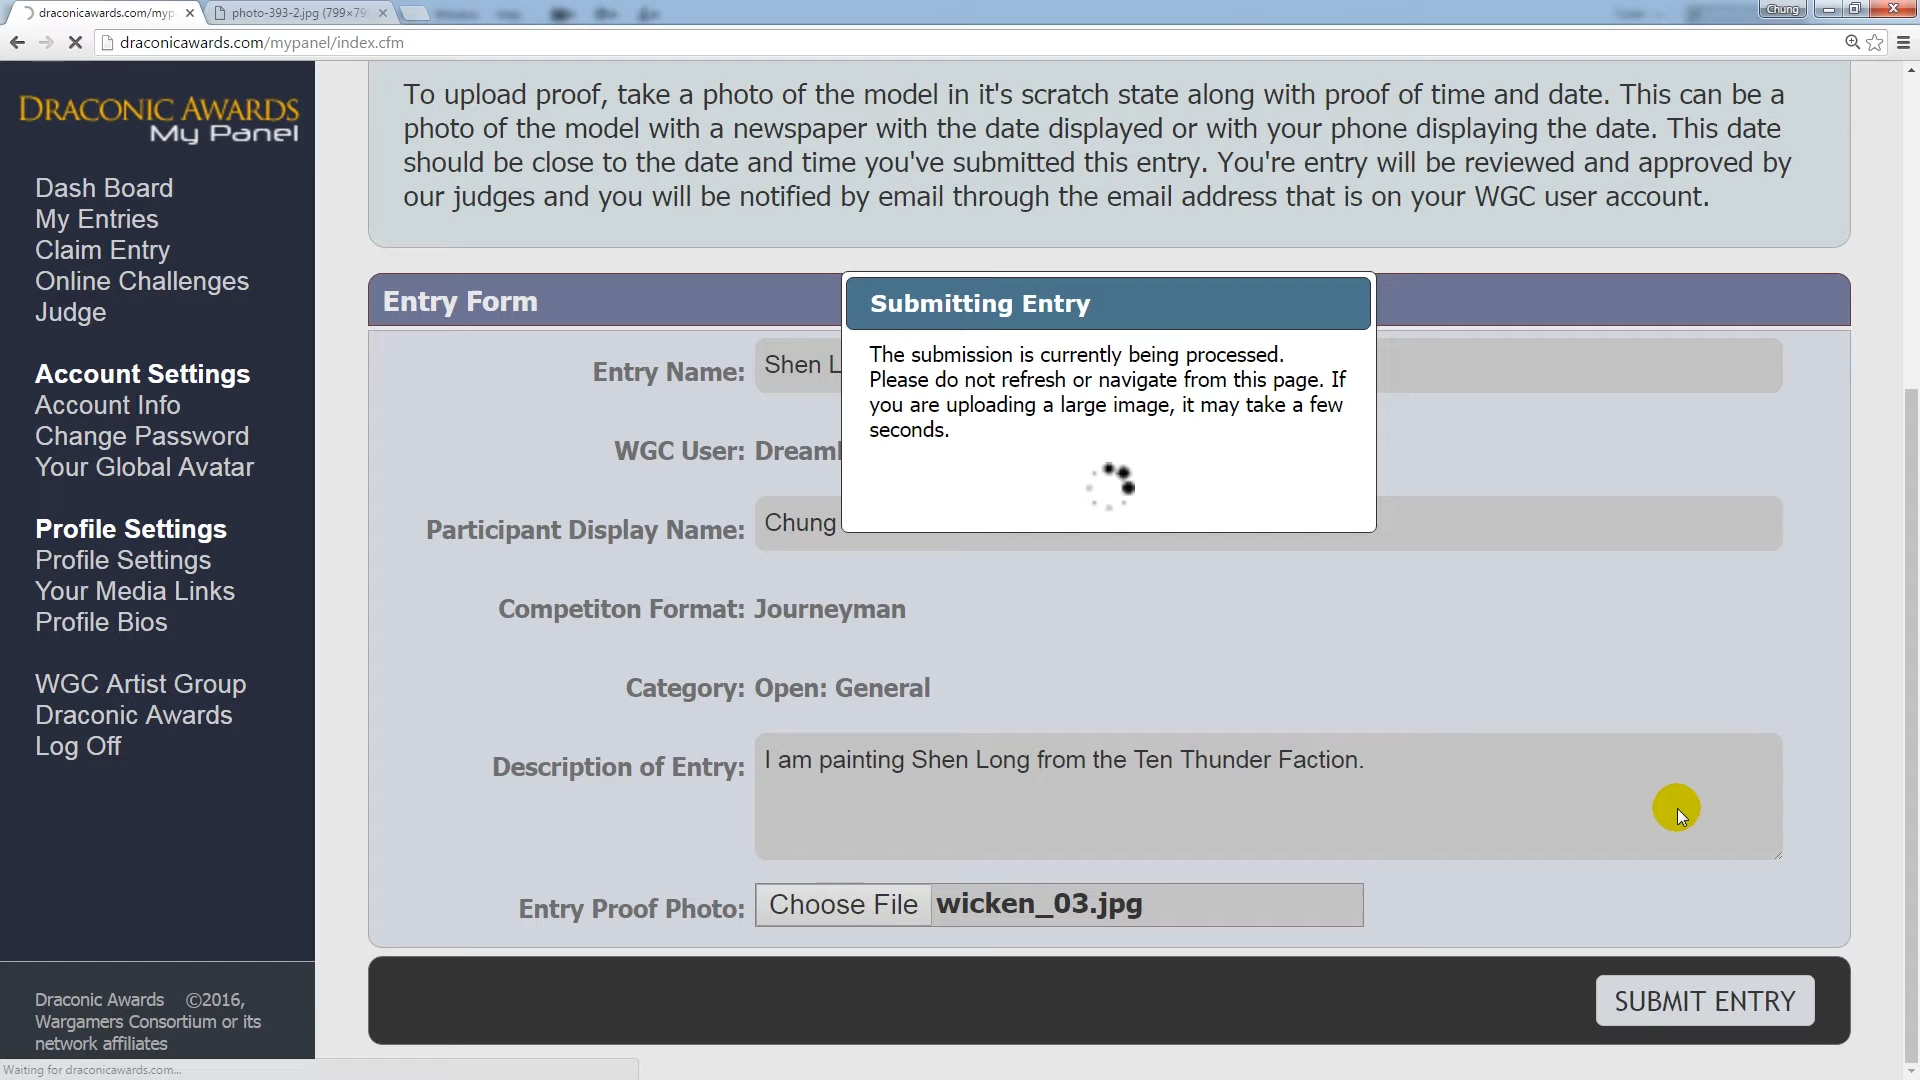 draconicawards.com/myp
photo-393-2.jpg (799×79
Chung
draconicawards.com/mypanel/index.cfm
DRACONIC AWARDS
My Panel
Dash Board
My Entries
Claim Entry
Online Challenges
Judge
Account Settings
Account Info
Change Password
Your Global Avatar
Profile Settings
Profile Settings
Your Media Links
Profile Bios
WGC Artist Group
Draconic Awards
Log Off
Draconic Awards ©2016,
Wargamers Consortium or its
network affiliates
To upload proof, take a photo of the model in it's scratch state along with proof of time and date. This can be a
photo of the model with a newspaper with the date displayed or with your phone displaying the date. This date
should be close to the date and time you've submitted this entry. You're entry will be reviewed and approved by
our judges and you will be notified by email through the email address that is on your WGC user account.
Entry Form
Submitting Entry
The submission is currently being processed.
Please do not refresh or navigate from this page. If
you are uploading a large image, it may take a few
seconds.
Entry Name: Shen L
WGC User: Dream
Participant Display Name: Chung
Competiton Format: Journeyman
Category: Open: General
Description of Entry: I am painting Shen Long from the Ten Thunder Faction.
Entry Proof Photo: Choose File wicken_03.jpg
SUBMIT ENTRY
Waiting for draconicawards.com...